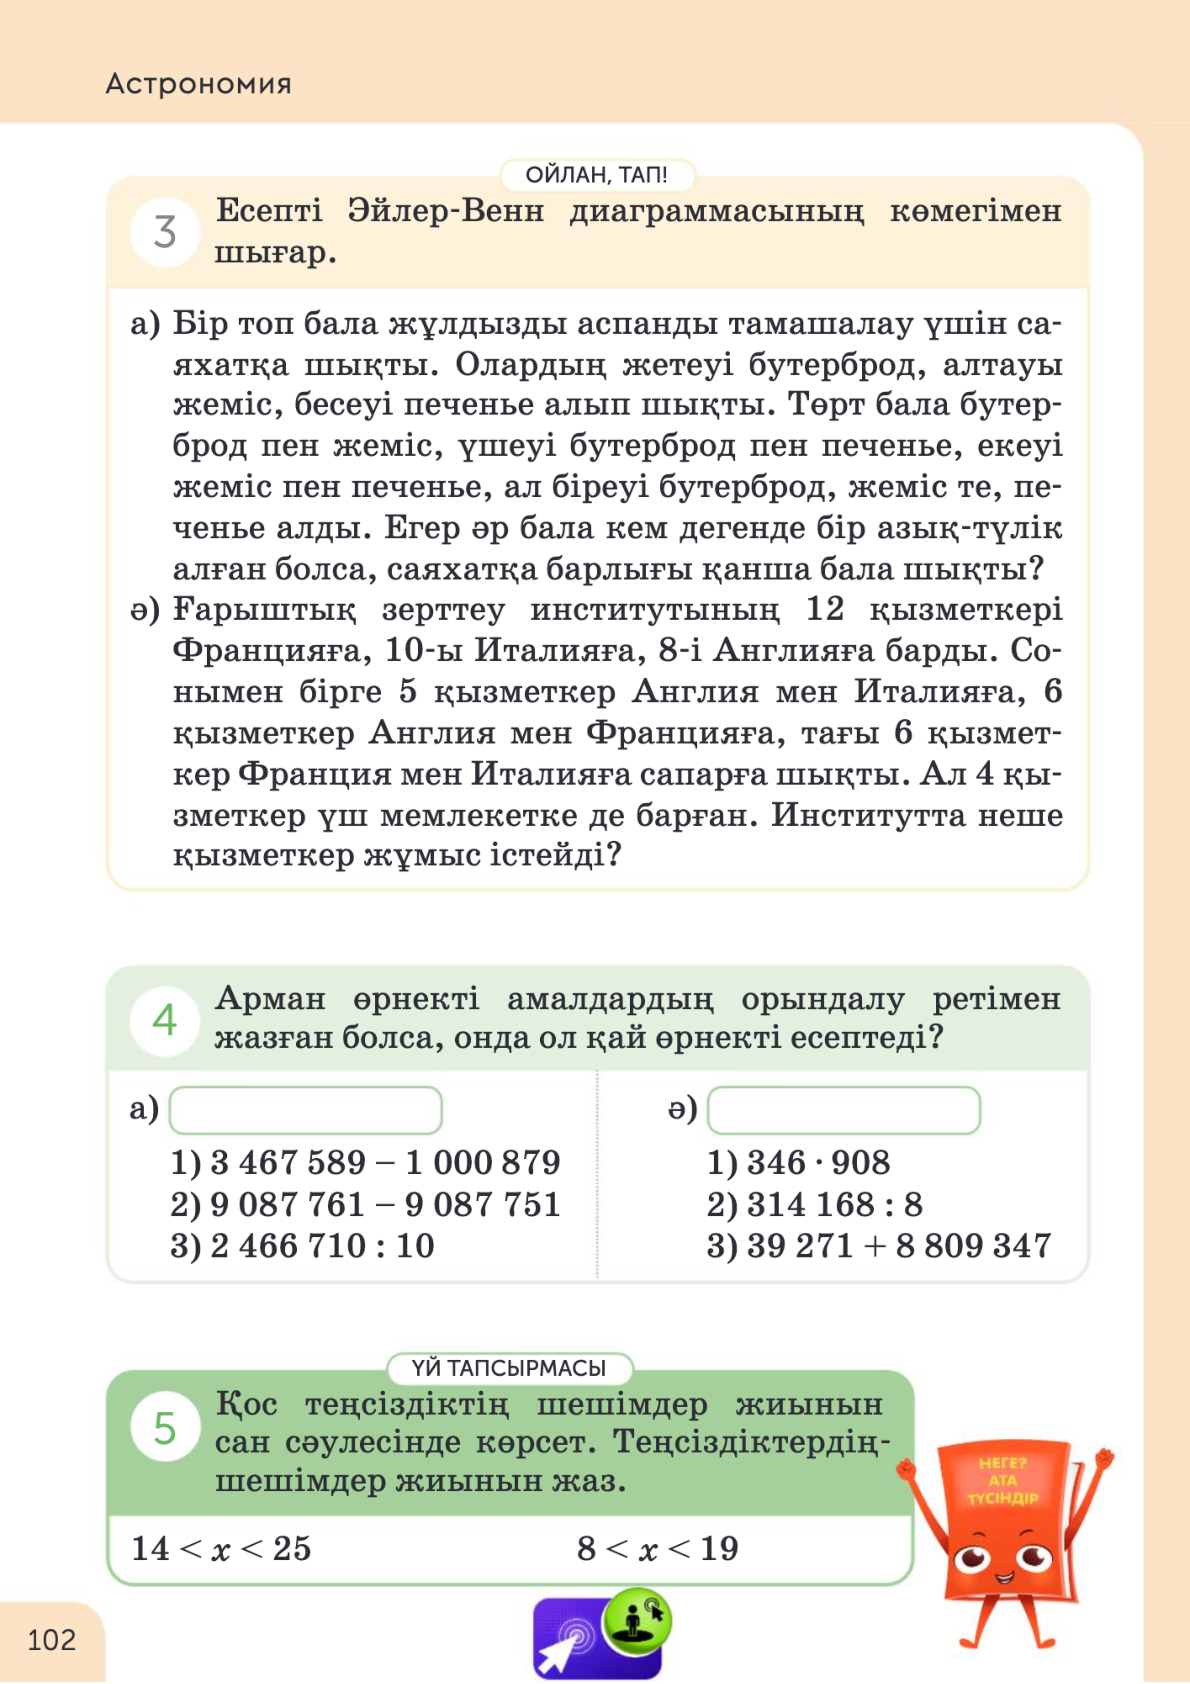 Астрономия
ОЙЛАН, ТАП!
3
Есепті Эйлер-Венн диаграммасының көмегімен
шығар.
а) Бір топ бала жұлдызды аспанды тамашалау үшін са-
яхатқа шықты. Олардың жетеуі бутерброд, алтауы
жеміс, бесеуі печенье алып шықты. Төрт бала бутер-
брод пен жеміс, үшеуі бутерброд пен печенье, екеуі
жеміс пен печенье, ал біреуі бутерброд, жеміс те, пе-
ченье алды. Егер әр бала кем дегенде бір азық-түлік
алған болса, саяхатқа барлығы қанша бала шықты?
ә) Ғарыштық зерттеу институтының 12 қызметкері
Францияға, 10-ы Италияға, 8-і Англияға барды. Со-
нымен бірге 5 қызметкер Англия мен Италияға, 6
қызметкер Англия мен Францияға, тағы 6 қызмет-
кер Франция мен Италияға сапарға шықты. Ал 4 қы-
зметкер үш мемлекетке де барған. Институтта неше
қызметкер жұмыс істейді?
4
Арман өрнекті амалдардың орындалу ретімен
жазған болса, онда ол қай өрнекті есептеді?
а)
1) 3 467 589 – 1 000 879
2) 9 087 761 – 9 087 751
3) 2 466 710 : 10
ә)
1) 346 · 908
2) 314 168 : 8
3) 39 271 + 8 809 347
ҮЙ ТАПСЫРМАСЫ
5
Қос теңсіздіктің шешімдер жиынын
сан сәулесінде көрсет. Теңсіздіктердің-
шешімдер жиынын жаз.
14 < x < 25 8 < x < 19
НЕГЕ?
АТА
ТҮСІНДІР
102